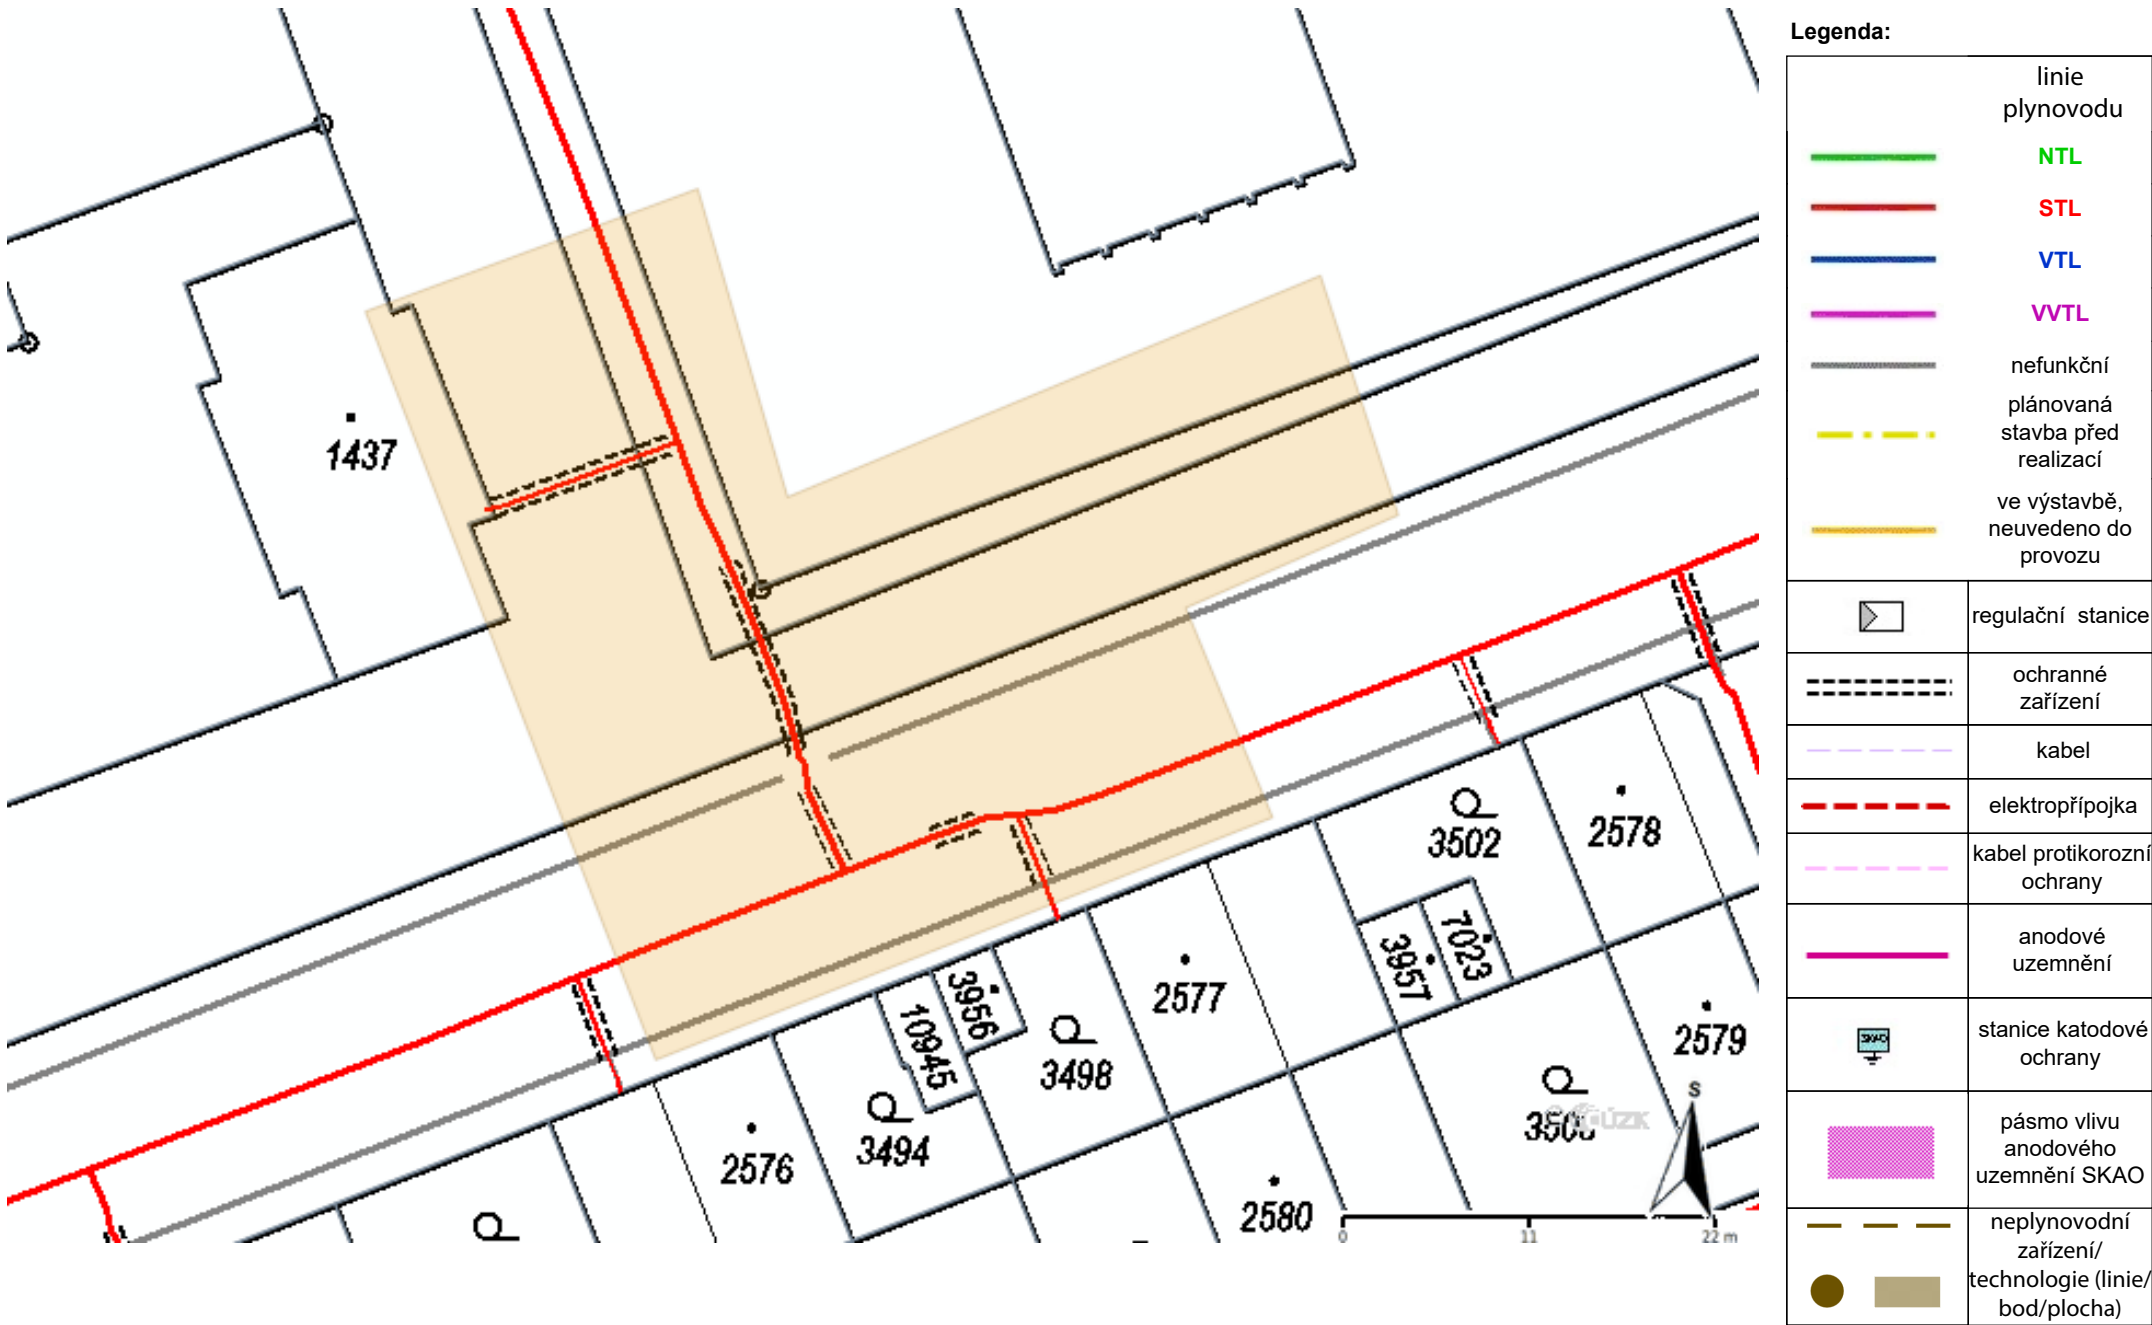 Legenda:
linie
plynovodu
NTL
STL
VTL
VVTL
nefunkční
plánovaná
stavba před
realizací
ve výstavbě,
neuvedeno do
provozu
regulační stanice
ochranné
zařízení
kabel
elektropřípojka
kabel protikorozní
ochrany
anodové
uzemnění
SKAO
stanice katodové
ochrany
pásmo vlivu
anodového
uzemnění SKAO
neplynovodní
zařízení/
technologie (linie/
bod/plocha)
1437
3502
2578
7023
3957
3956
10945
2577
3498
2579
3494
2576
2580
S
0 11 22 m